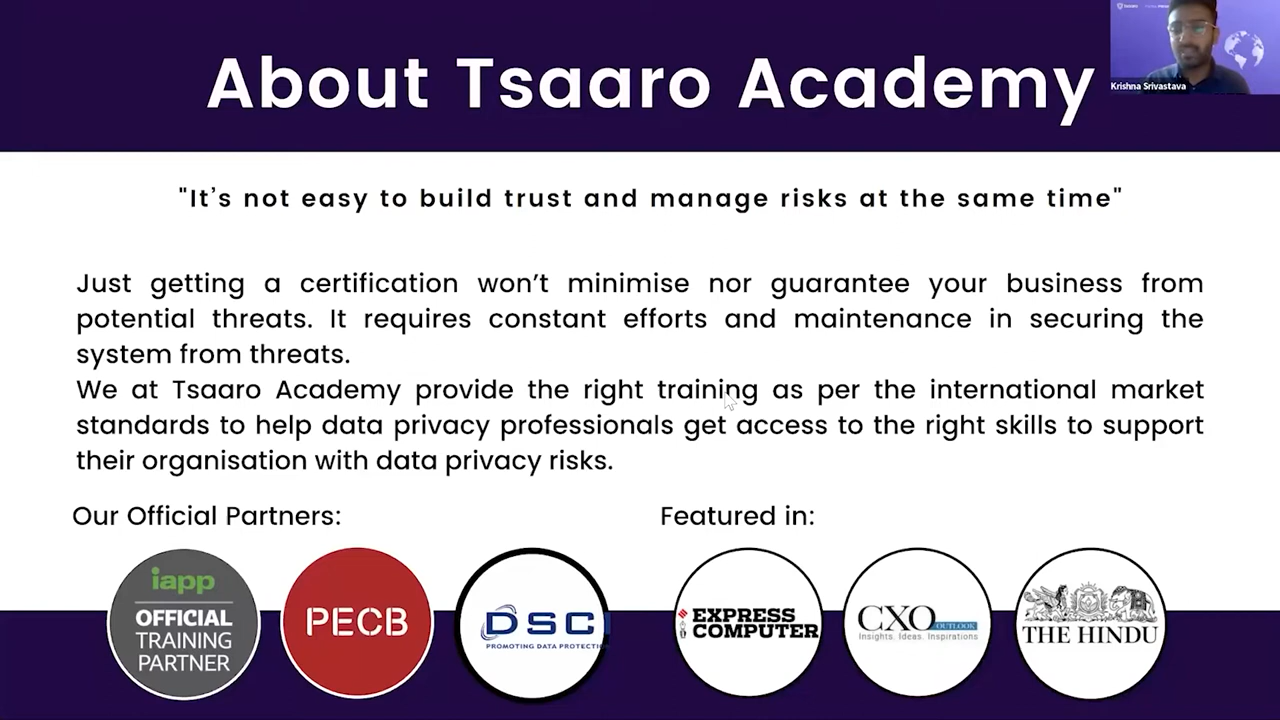 About Tsaaro Academy
Krishna Srivastava
"It's not easy to build trust and manage risks at the same time"
Just getting a certification won't minimise nor guarantee your business from
potential threats. It requires constant efforts and maintenance in securing the
system from threats.
We at Tsaaro Academy provide the right training as per the international market
standards to help data privacy professionals get access to the right skills to support
their organisation with data privacy risks.
Our Official Partners:
Featured in:
iapp
OFFICIAL
TRAINING
PARTNER
PECB
DSCI
PROMOTING DATA PROTECTI
EXPRESS
COMPUTER
CXO
OUTLOOK
Insights. Ideas. Inspirations
THE HINDU